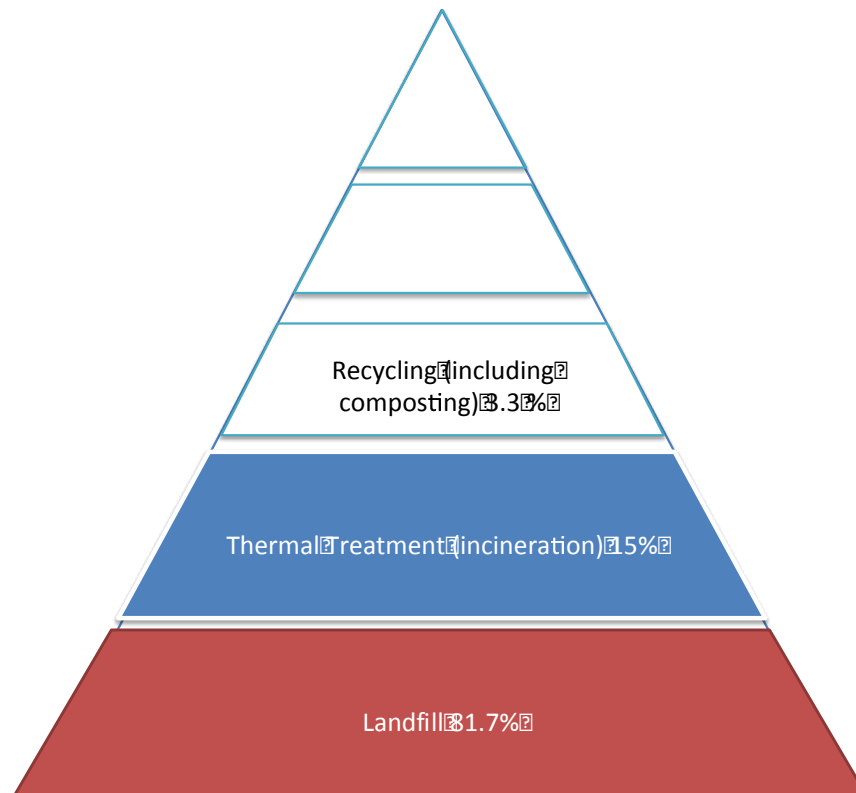 Recycling (including
composting) 3.3 %
Thermal Treatment (incineration) 15%
Landfill 81.7%